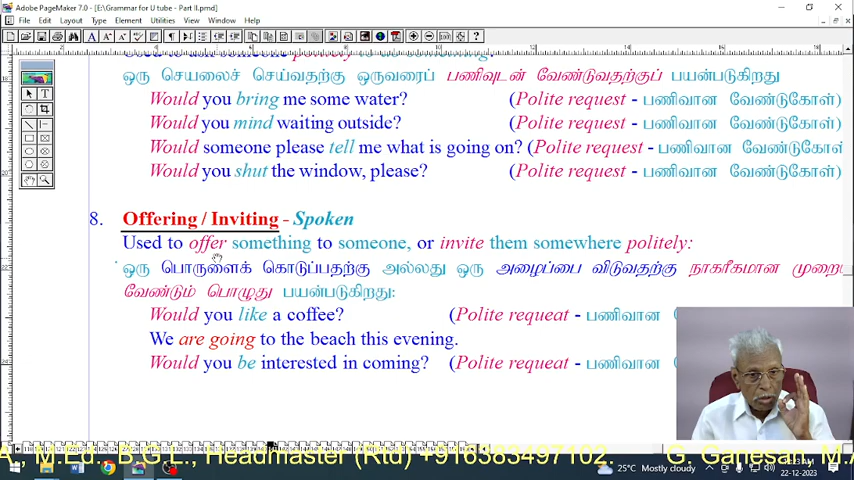 Adobe PageMaker 7.0 - [E\Grammar for U tube - Part II.pmd]
File Edit Layout Type Element Utilities Window Help
ஒரு செயலைச் செய்வதற்கு ஒருவரைப் பணிவுடன் வேண்டுவதற்குப் பயன்படுகிறது
Would you bring me some water? (Polite request - பணிவான வேண்டுகோள்)
Would you mind waiting outside? (Polite request - பணிவான வேண்டுகோள்)
Would someone please tell me what is going on? (Polite request - பணிவான வேண்டுகோள்
Would you shut the window, please? (Polite request - பணிவான வேண்டுகோள்)
8. Offering / Inviting - Spoken
Used to offer something to someone, or invite them somewhere politely:
ஒரு பொருளைக் கொடுப்பதற்கு அல்லது ஒரு அழைப்பை விடுவதற்கு நாகரீகமான முறை
வேண்டும் பொழுது பயன்படுகிறது:
Would you like a coffee? (Polite requeat - பணிவான
We are going to the beach this evening.
Would you be interested in coming? (Polite requeat - பணிவான
A., M.Ed., B.G.L., Headmaster (Rtd) +916383497102. G. Ganesan, M.A
25°C Mostly cloudy
22-12-2023